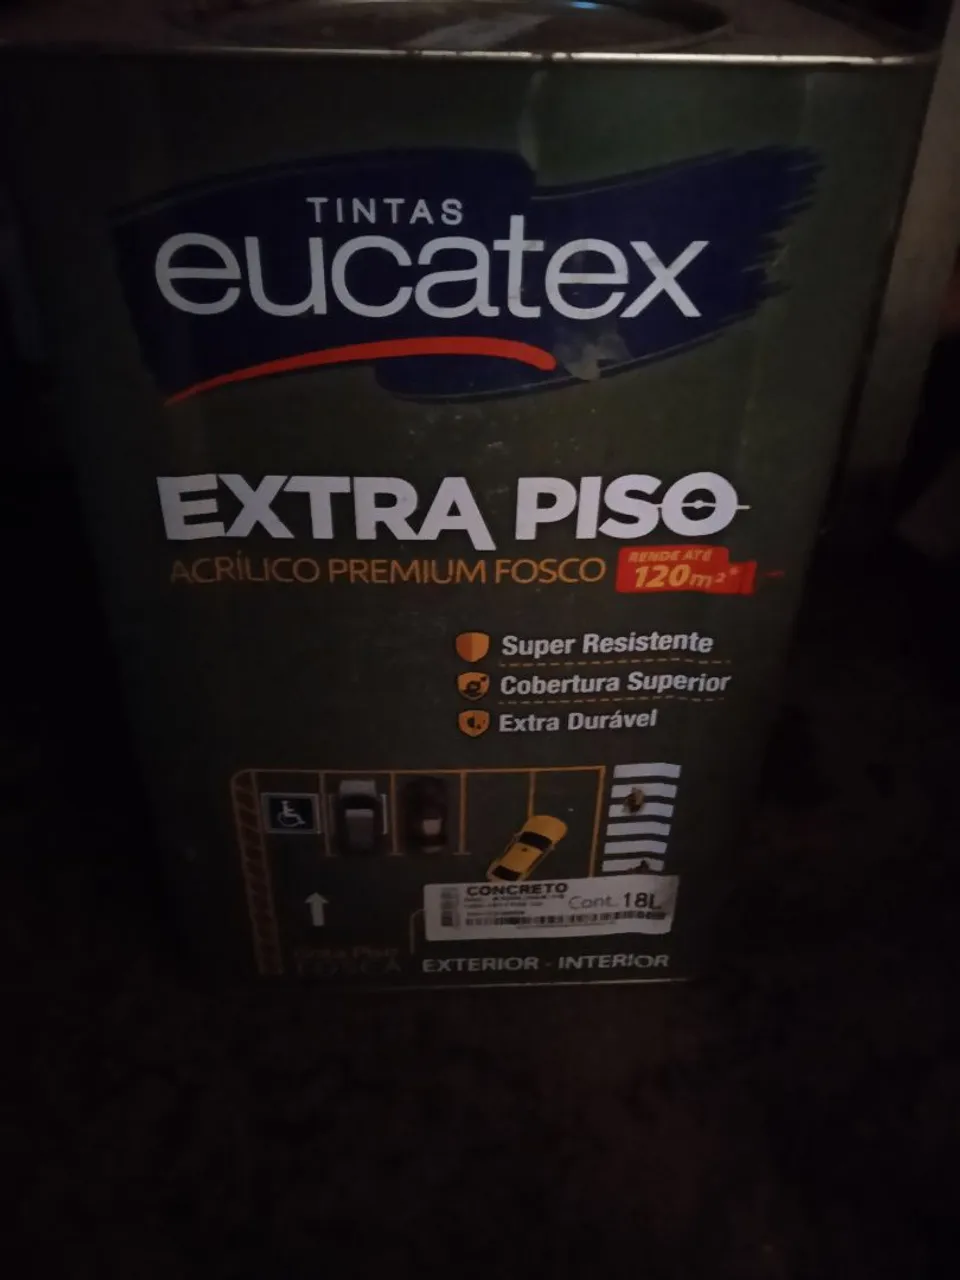 TINTAS
eucatex
EXTRA PISO
ACRÍLICO PREMIUM FOSCO
RENDE ATÉ
120m²*
Super Resistente
Cobertura Superior
Extra Durável
CONCRETO
Cont. 18L
FOSCA
EXTERIOR - INTERIOR